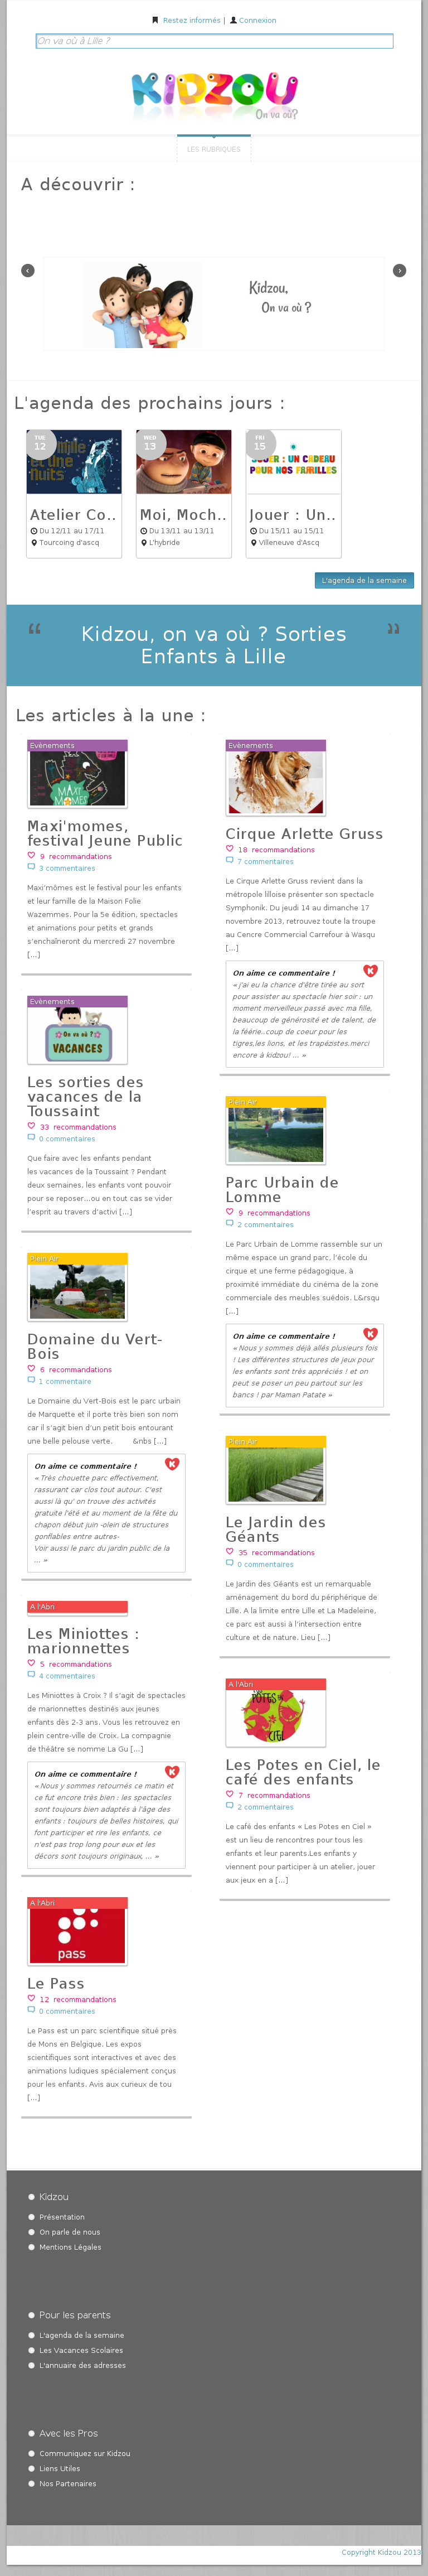 Restez informés | Connexion
On va où à Lille ?
KIDZOU
On va où?
LES RUBRIQUES
A découvrir :
Kidzou,
On va où ?
L'agenda des prochains jours :
TUE
12
mille
et une
nuits
Atelier Co..
Du 12/11 au 17/11
Tourcoing d'ascq
WED
13
Moi, Moch..
Du 13/11 au 13/11
L'hybride
FRI
15
JOUER : UN CADEAU
POUR NOS FAMILLES
Jouer : Un..
Du 15/11 au 15/11
Villeneuve d'Ascq
L'agenda de la semaine
“ Kidzou, on va où ? Sorties ”
Enfants à Lille
Les articles à la une :
Evènements
MAXI
MOMES
Maxi'momes,
festival Jeune Public
9 recommandations
3 commentaires
Maxi'mômes est le festival pour les enfants
et leur famille de la Maison Folie
Wazemmes. Pour la 5e édition, spectacles
et animations pour petits et grands
s'enchaîneront du mercredi 27 novembre
[...]
Evènements
On va où ?
VACANCES
Les sorties des
vacances de la
Toussaint
33 recommandations
0 commentaires
Que faire avec les enfants pendant
les vacances de la Toussaint ? Pendant
deux semaines, les enfants vont pouvoir
pour se reposer…ou en tout cas se vider
l'esprit au travers d'activi [...]
Plein Air
Domaine du Vert-
Bois
6 recommandations
1 commentaire
Le Domaine du Vert-Bois est le parc urbain
de Marquette et il porte très bien son nom
car il s'agit bien d'un petit bois entourant
une belle pelouse verte. &nbs [...]
On aime ce commentaire !
« Très chouette parc effectivement,
rassurant car clos tout autour. C'est
aussi là qu' on trouve des activités
gratuite l'été et au moment de la fête du
chapon début juin -olein de structures
gonflables entre autres-
Voir aussi le parc du jardin public de la
... »
A l'Abri
Les Miniottes :
marionnettes
5 recommandations
4 commentaires
Les Miniottes à Croix ? Il s'agit de spectacles
de marionnettes destinés aux jeunes
enfants dès 2-3 ans. Vous les retrouvez en
plein centre-ville de Croix. La compagnie
de théâtre se nomme La Gu [...]
On aime ce commentaire !
« Nous y sommes retournés ce matin et
ce fut encore très bien : les spectacles
sont toujours bien adaptés à l'âge des
enfants : toujours de belles histoires, qui
font participer et rire les enfants, ce
n'est pas trop long pour eux et les
décors sont toujours originaux, ... »
A l'Abri
pass
Le Pass
12 recommandations
0 commentaires
Le Pass est un parc scientifique situé près
de Mons en Belgique. Les expos
scientifiques sont interactives et avec des
animations ludiques spécialement conçus
pour les enfants. Avis aux curieux de tou
[...]
Evènements
Cirque Arlette Gruss
18 recommandations
7 commentaires
Le Cirque Arlette Gruss revient dans la
métropole lilloise présenter son spectacle
Symphonik. Du jeudi 14 au dimanche 17
novembre 2013, retrouvez toute la troupe
au Cencre Commercial Carrefour à Wasqu
[...]
On aime ce commentaire !
« j'ai eu la chance d'être tirée au sort
pour assister au spectacle hier soir : un
moment merveilleux passé avec ma fille,
beaucoup de générosité et de talent, de
la féérie..coup de coeur pour les
tigres,les lions, et les trapézistes.merci
encore à kidzou! ... »
Plein Air
Parc Urbain de
Lomme
9 recommandations
2 commentaires
Le Parc Urbain de Lomme rassemble sur un
même espace un grand parc, l'école du
cirque et une ferme pédagogique, à
proximité immédiate du cinéma de la zone
commerciale des meubles suédois. L&rsqu
[...]
On aime ce commentaire !
« Nous y sommes déjà allés plusieurs fois
! Les différentes structures de jeux pour
les enfants sont très appréciés ! et on
peut se poser un peu partout sur les
bancs ! par Maman Patate »
Plein Air
Le Jardin des
Géants
35 recommandations
0 commentaires
Le Jardin des Géants est un remarquable
aménagement du bord du périphérique de
Lille. A la limite entre Lille et La Madeleine,
ce parc est aussi à l'intersection entre
culture et de nature. Lieu [...]
A l'Abri
POTES
CIEL
Les Potes en Ciel, le
café des enfants
7 recommandations
2 commentaires
Le café des enfants « Les Potes en Ciel »
est un lieu de rencontres pour tous les
enfants et leur parents.Les enfants y
viennent pour participer à un atelier, jouer
aux jeux en a [...]
Kidzou
Présentation
On parle de nous
Mentions Légales
Pour les parents
L'agenda de la semaine
Les Vacances Scolaires
L'annuaire des adresses
Avec les Pros
Communiquez sur Kidzou
Liens Utiles
Nos Partenaires
Copyright Kidzou 2013